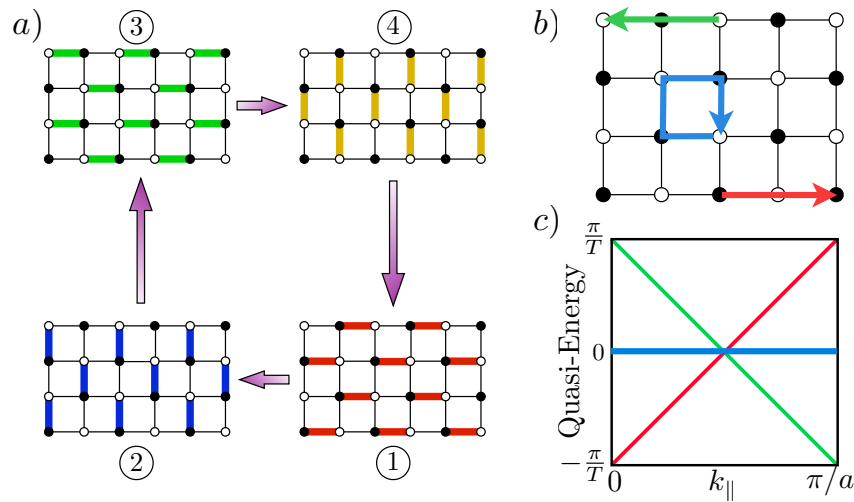 a)
③
④
②
①
b)
c)
Quasi-Energy
π/T
0
-π/T
0
k∥
π/a